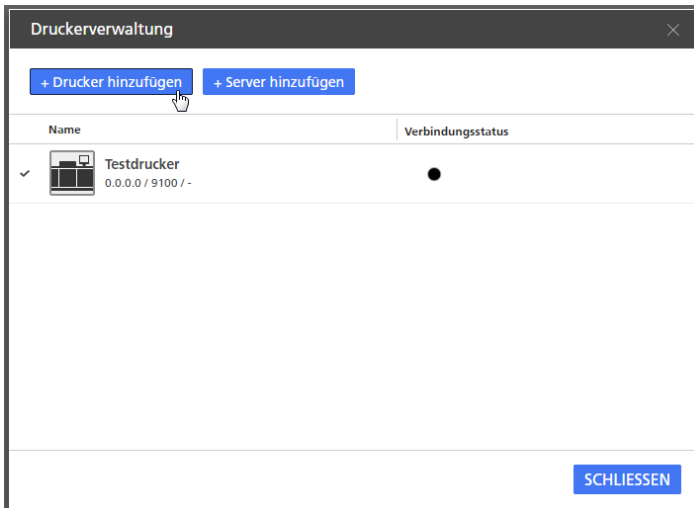 Druckerverwaltung
+ Drucker hinzufügen
+ Server hinzufügen
Name
Verbindungsstatus
Testdrucker
0.0.0.0 / 9100 / -
SCHLIESSEN